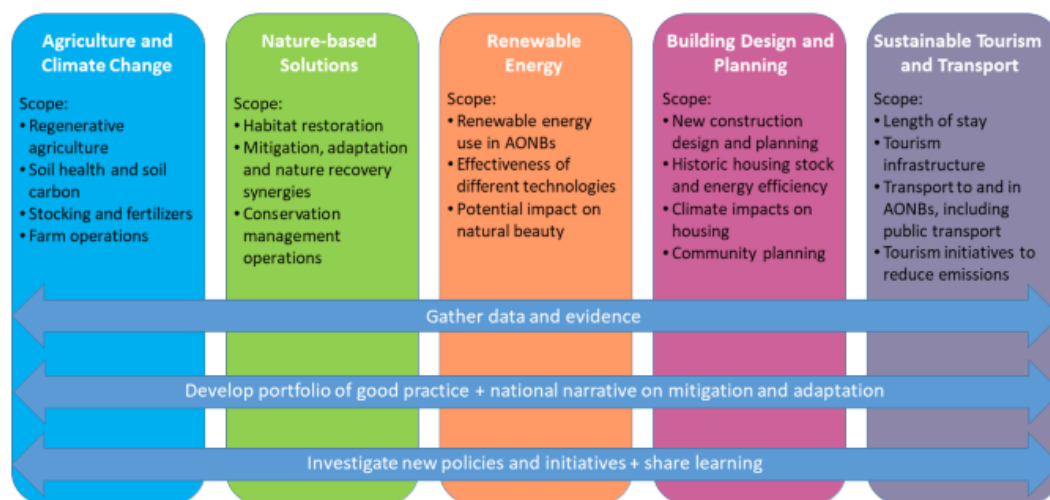 Agriculture and
Climate Change
Scope:
• Regenerative
agriculture
• Soil health and soil
carbon
• Stocking and fertilizers
• Farm operations
Nature-based
Solutions
Scope:
• Habitat restoration
• Mitigation, adaptation
and nature recovery
synergies
• Conservation
management
operations
Renewable
Energy
Scope:
• Renewable energy
use in AONBs
• Effectiveness of
different technologies
• Potential impact on
natural beauty
Building Design and
Planning
Scope:
• New construction
design and planning
• Historic housing stock
and energy efficiency
• Climate impacts on
housing
• Community planning
Sustainable Tourism
and Transport
Scope:
• Length of stay
• Tourism
infrastructure
• Transport to and in
AONBs, including
public transport
• Tourism initiatives to
reduce emissions
Gather data and evidence
Develop portfolio of good practice + national narrative on mitigation and adaptation
Investigate new policies and initiatives + share learning